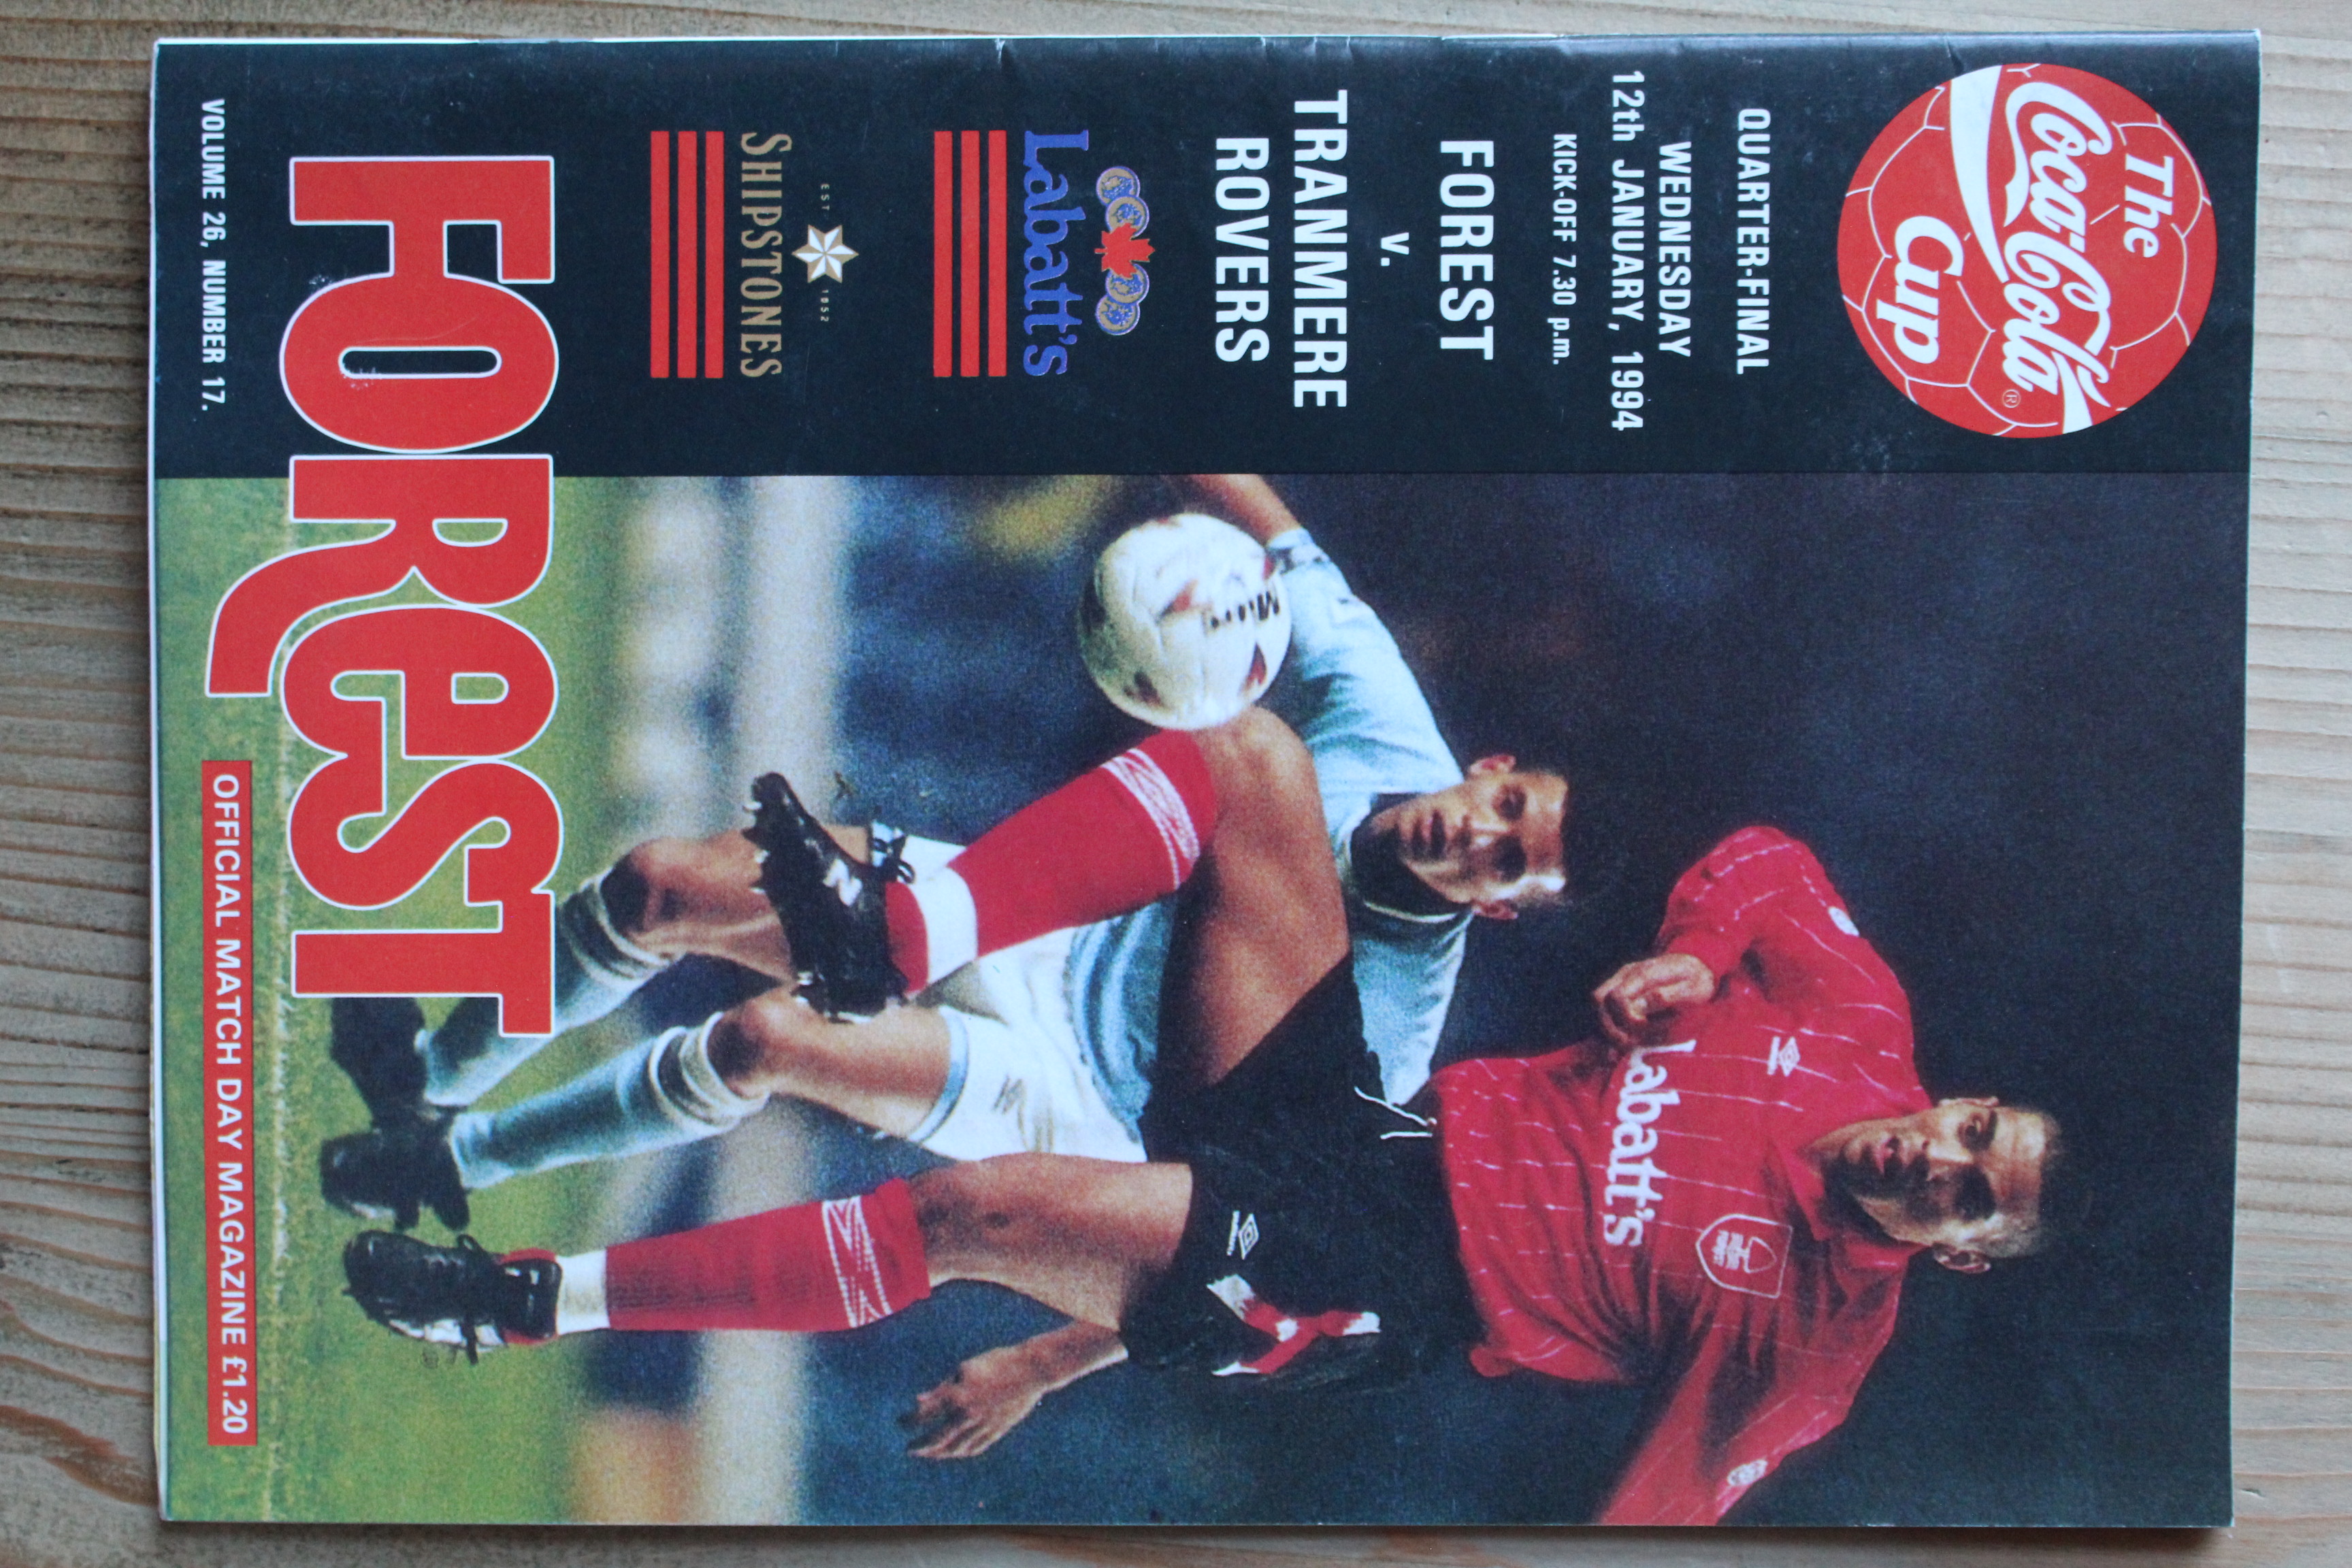 The
Coca-Cola®
Cup
QUARTER-FINAL
WEDNESDAY
12th JANUARY, 1994
KICK-OFF 7.30 p.m.
FOREST
v.
TRANMERE
ROVERS
Labatt's
EST 1852
SHIPSTONES
FOReST
VOLUME 26, NUMBER 17.
OFFICIAL MATCH DAY MAGAZINE £1.20
Labatt's
Mitre
N